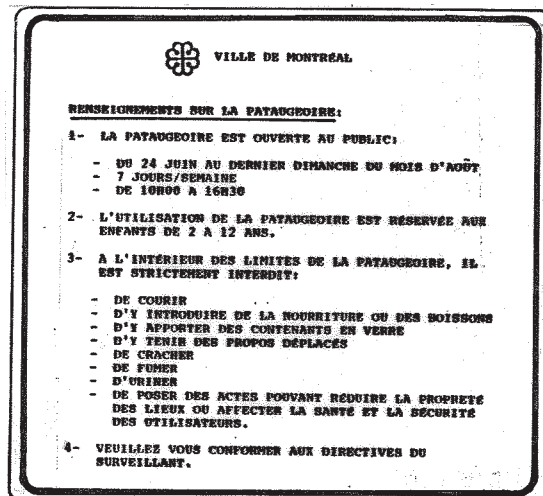 VILLE DE MONTRÉAL
RENSEIGNEMENTS SUR LA PATAUGEOIRE:
1- LA PATAUGEOIRE EST OUVERTE AU PUBLIC:
- DU 24 JUIN AU DERNIER DIMANCHE DU MOIS D'AOÛT
- 7 JOURS/SEMAINE
- DE 10H00 A 16H30
2- L'UTILISATION DE LA PATAUGEOIRE EST RÉSERVÉE AUX
ENFANTS DE 2 A 12 ANS.
3- A L'INTÉRIEUR DES LIMITES DE LA PATAUGEOIRE, IL
EST STRICTEMENT INTERDIT:
- DE COURIR
- D'Y INTRODUIRE DE LA NOURRITURE OU DES BOISSONS
- D'Y APPORTER DES CONTENANTS EN VERRE
- D'Y TENIR DES PROPOS DÉPLACÉS
- DE CRACHER
- DE FUMER
- D'URINER
- DE POSER DES ACTES POUVANT RÉDUIRE LA PROPRETÉ
DES LIEUX OU AFFECTER LA SANTÉ ET LA SÉCURITÉ
DES UTILISATEURS.
4- VEUILLEZ VOUS CONFORMER AUX DIRECTIVES DU
SURVEILLANT.